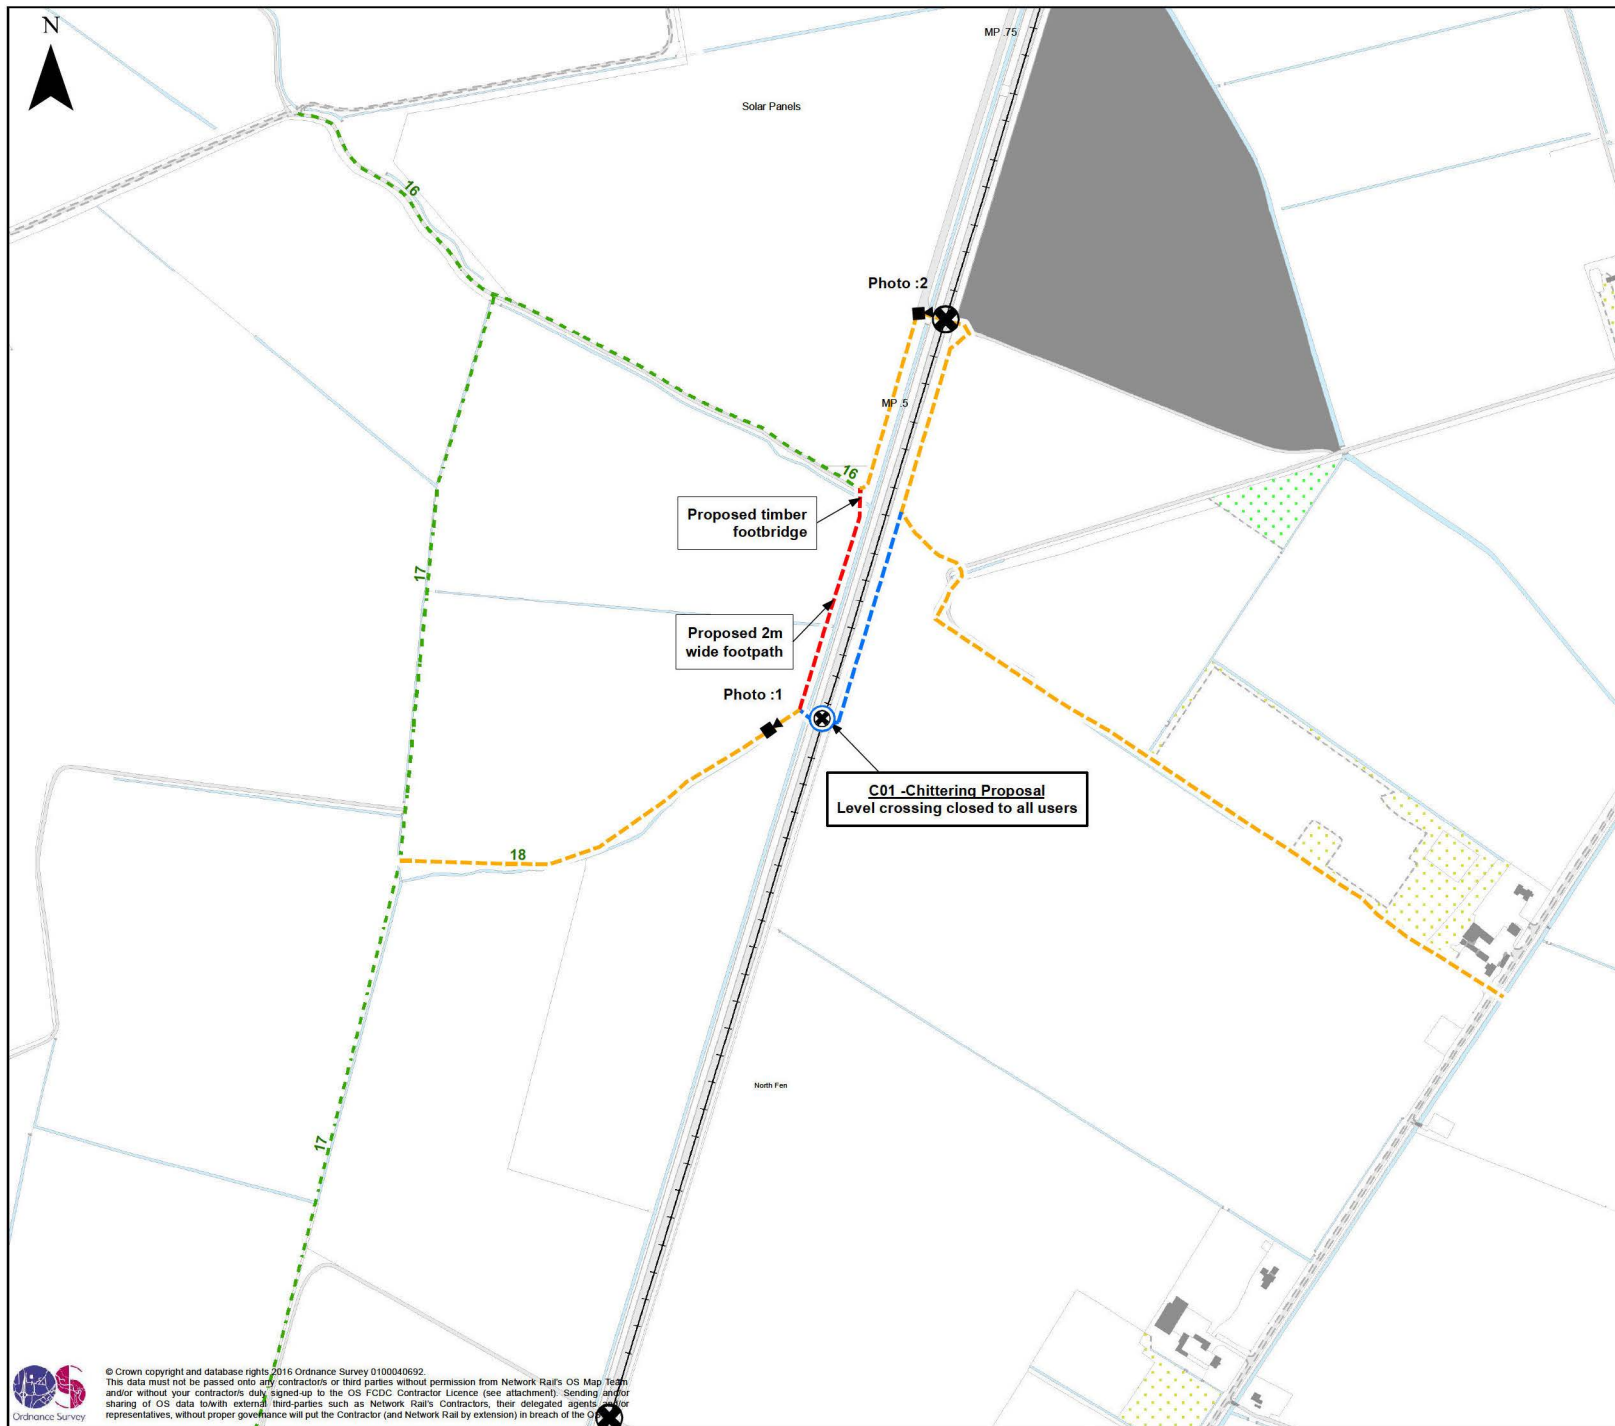 N
MP .75
Solar Panels
16
Photo :2
MP .5
16
Proposed timber
footbridge
17
Proposed 2m
wide footpath
Photo :1
C01 -Chittering Proposal
Level crossing closed to all users
18
North Fen
17
Ordnance Survey
© Crown copyright and database rights 2016 Ordnance Survey 0100040692.
This data must not be passed onto any contractor/s or third parties without permission from Network Rail's OS Map Team
and/or without your contractor/s duly signed-up to the OS FCDC Contractor Licence (see attachment). Sending and/or
sharing of OS data to/with external third-parties such as Network Rail's Contractors, their delegated agents and/or
representatives, without proper governance will put the Contractor (and Network Rail by extension) in breach of the